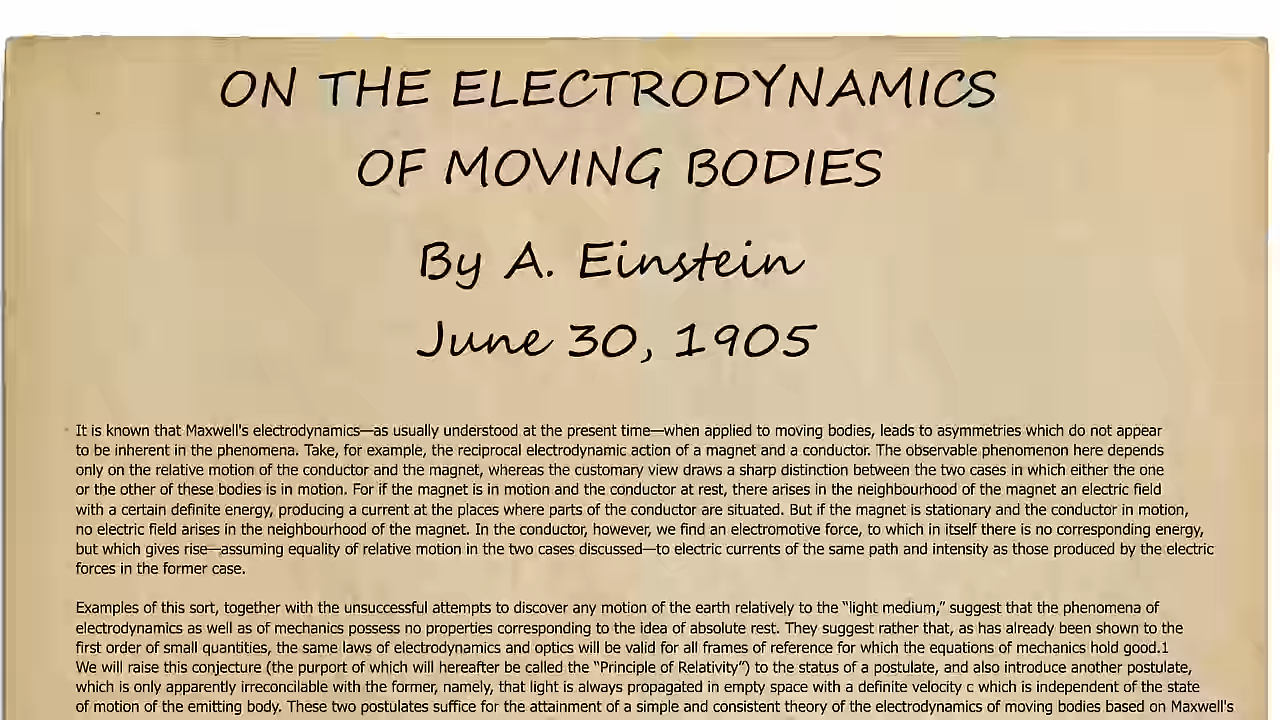 ON THE ELECTRODYNAMICS
OF MOVING BODIES
By A. Einstein
June 30, 1905
It is known that Maxwell's electrodynamics—as usually understood at the present time—when applied to moving bodies, leads to asymmetries which do not appear
to be inherent in the phenomena. Take, for example, the reciprocal electrodynamic action of a magnet and a conductor. The observable phenomenon here depends
only on the relative motion of the conductor and the magnet, whereas the customary view draws a sharp distinction between the two cases in which either the one
or the other of these bodies is in motion. For if the magnet is in motion and the conductor at rest, there arises in the neighbourhood of the magnet an electric field
with a certain definite energy, producing a current at the places where parts of the conductor are situated. But if the magnet is stationary and the conductor in motion,
no electric field arises in the neighbourhood of the magnet. In the conductor, however, we find an electromotive force, to which in itself there is no corresponding energy,
but which gives rise—assuming equality of relative motion in the two cases discussed—to electric currents of the same path and intensity as those produced by the electric
forces in the former case.
Examples of this sort, together with the unsuccessful attempts to discover any motion of the earth relatively to the “light medium,” suggest that the phenomena of
electrodynamics as well as of mechanics possess no properties corresponding to the idea of absolute rest. They suggest rather that, as has already been shown to the
first order of small quantities, the same laws of electrodynamics and optics will be valid for all frames of reference for which the equations of mechanics hold good.1
We will raise this conjecture (the purport of which will hereafter be called the “Principle of Relativity”) to the status of a postulate, and also introduce another postulate,
which is only apparently irreconcilable with the former, namely, that light is always propagated in empty space with a definite velocity c which is independent of the state
of motion of the emitting body. These two postulates suffice for the attainment of a simple and consistent theory of the electrodynamics of moving bodies based on Maxwell's